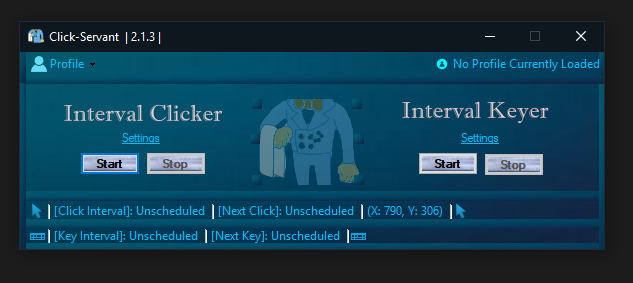 Click-Servant | 2.1.3 |
Profile
No Profile Currently Loaded
Interval Clicker
Settings
Start Stop
Interval Keyer
Settings
Start Stop
|[Click Interval]: Unscheduled |[Next Click]: Unscheduled |(X: 790, Y: 306) |
|[Key Interval]: Unscheduled |[Next Key]: Unscheduled |